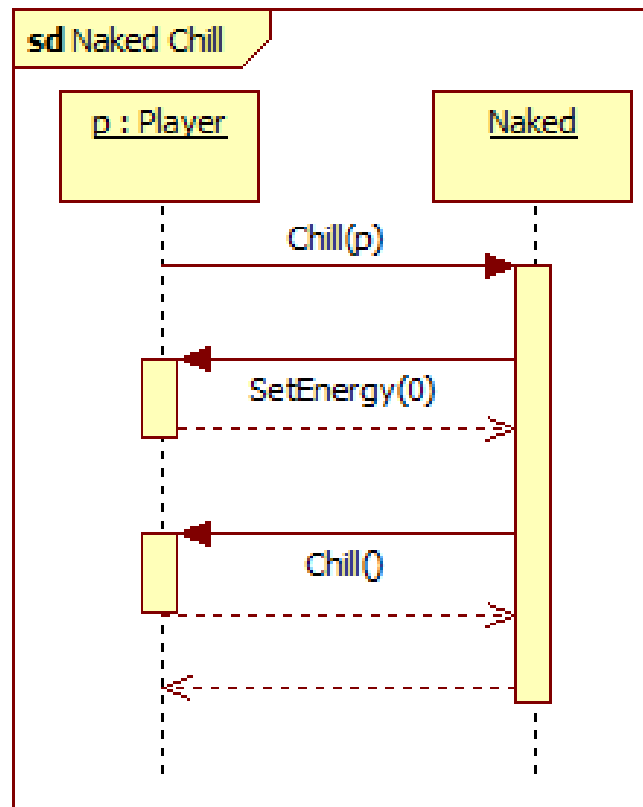 sd Naked Chill
p : Player
Naked
Chill(p)
SetEnergy(0)
Chill()